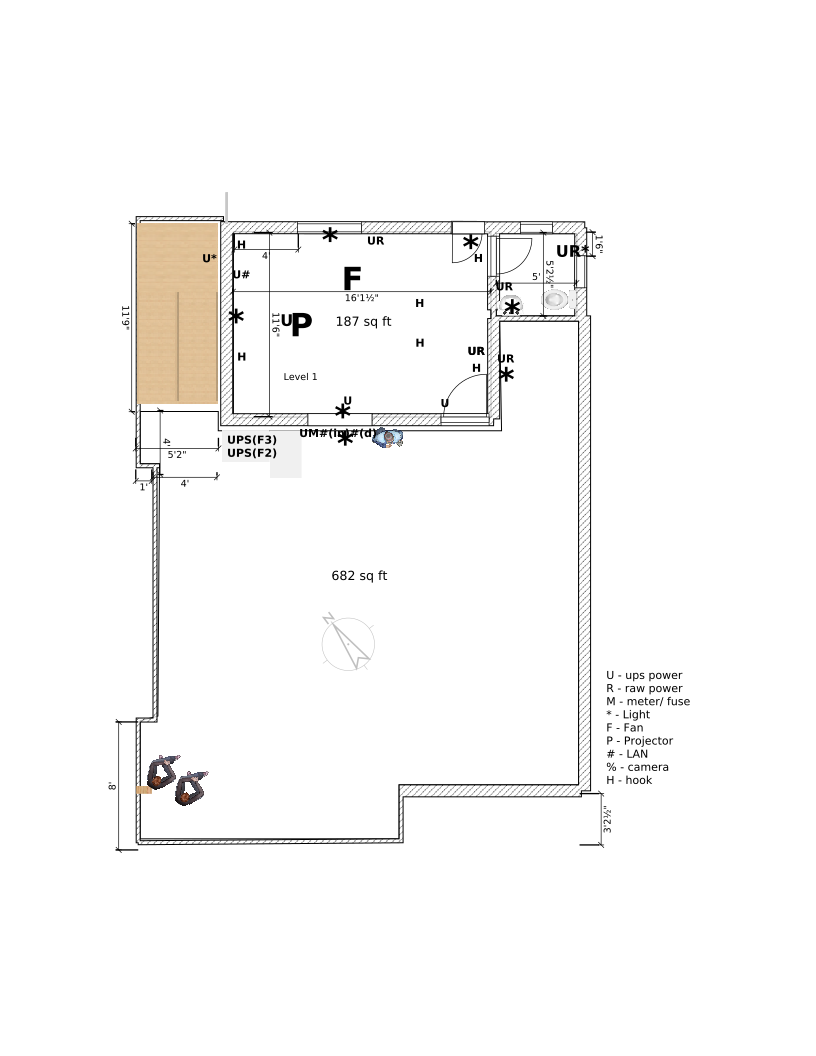 H
UR
*
*
U*
H
4'
UR*
1'6"
U#
F
5'2½"
5'
UR
16'1½"
H
*
*
U
P
11'6"
187 sq ft
11'9"
H
H
UR
H
UR
*
Level 1
U
*
U
UM#(in)#(d)
*
UPS(F3)
UPS(F2)
4'
5'2"
1'
4'
682 sq ft
N
U - ups power
R - raw power
M - meter/ fuse
* - Light
F - Fan
P - Projector
# - LAN
% - camera
H - hook
8'
3'2½"